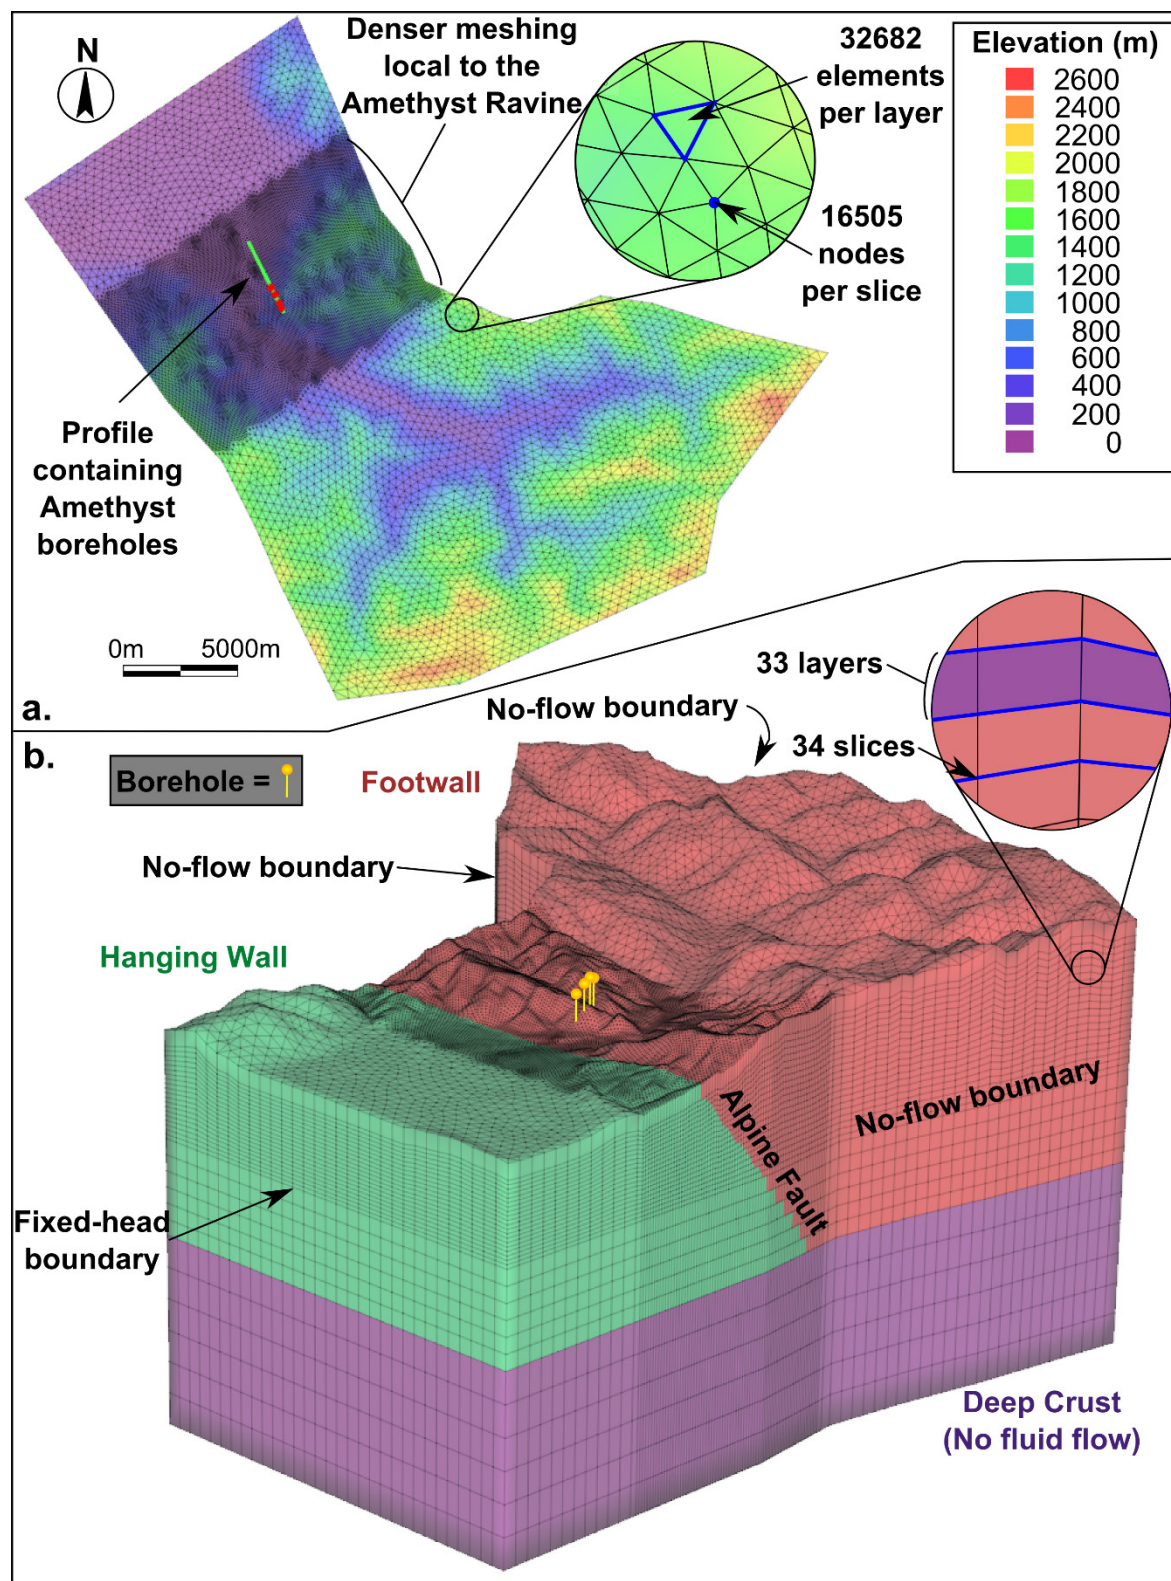 N
Denser meshing
local to the
Amethyst Ravine
32682
elements
per layer
16505
nodes
per slice
Elevation (m)
2600
2400
2200
2000
1800
1600
1400
1200
1000
800
600
400
200
0
Profile
containing
Amethyst
boreholes
0m 5000m
a.
b.
33 layers
34 slices
No-flow boundary
Borehole =
Footwall
No-flow boundary
Hanging Wall
Alpine Fault
No-flow boundary
Fixed-head
boundary
Deep Crust
(No fluid flow)